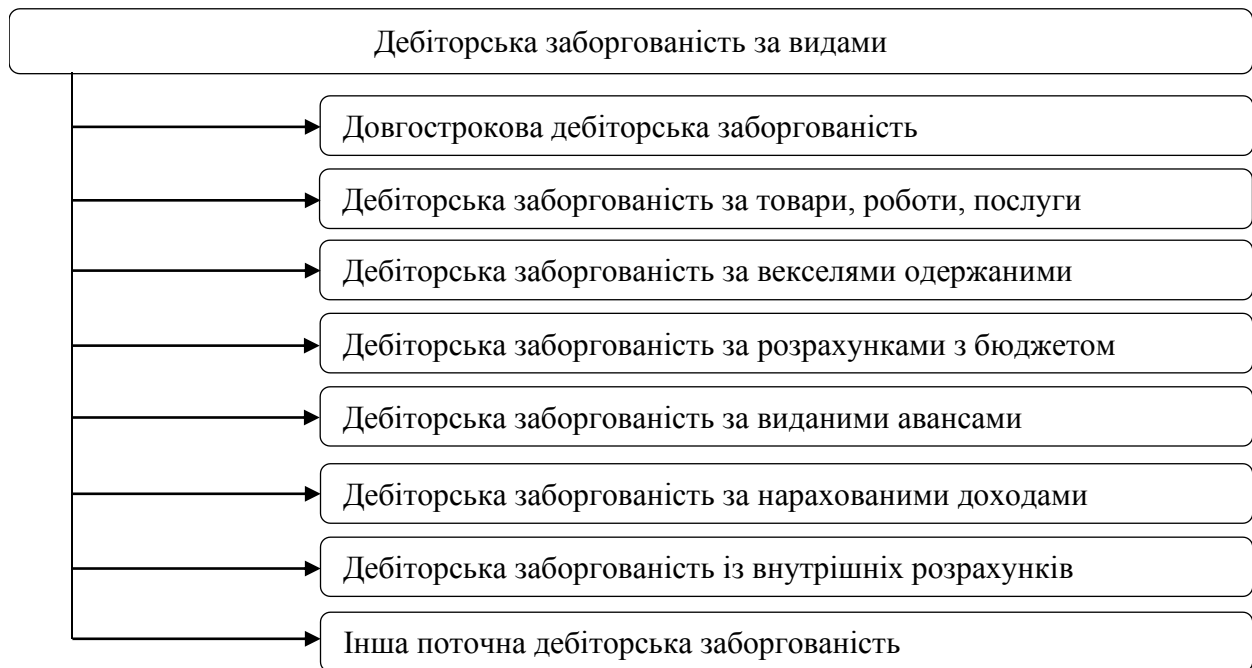 Дебіторська заборгованість за видами
Довгострокова дебіторська заборгованість
Дебіторська заборгованість за товари, роботи, послуги
Дебіторська заборгованість за векселями одержаними
Дебіторська заборгованість за розрахунками з бюджетом
Дебіторська заборгованість за виданими авансами
Дебіторська заборгованість за нарахованими доходами
Дебіторська заборгованість із внутрішніх розрахунків
Інша поточна дебіторська заборгованість